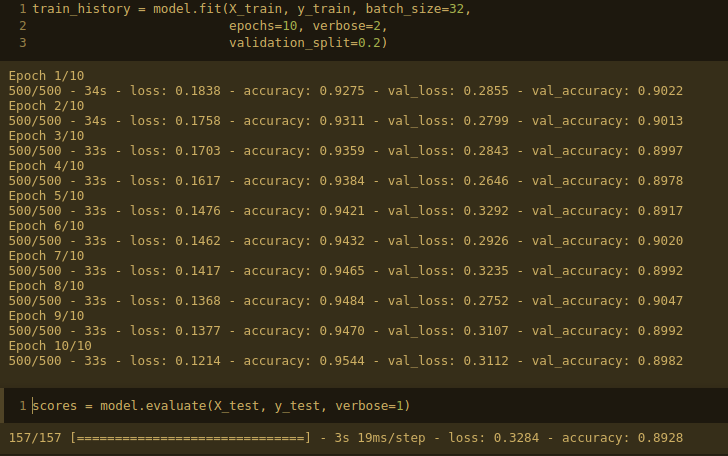 1 train_history = model.fit(X_train, y_train, batch_size=32,
2                           epochs=10, verbose=2,
3                           validation_split=0.2)
Epoch 1/10
500/500 - 34s - loss: 0.1838 - accuracy: 0.9275 - val_loss: 0.2855 - val_accuracy: 0.9022
Epoch 2/10
500/500 - 34s - loss: 0.1758 - accuracy: 0.9311 - val_loss: 0.2799 - val_accuracy: 0.9013
Epoch 3/10
500/500 - 33s - loss: 0.1703 - accuracy: 0.9359 - val_loss: 0.2843 - val_accuracy: 0.8997
Epoch 4/10
500/500 - 33s - loss: 0.1617 - accuracy: 0.9384 - val_loss: 0.2646 - val_accuracy: 0.8978
Epoch 5/10
500/500 - 33s - loss: 0.1476 - accuracy: 0.9421 - val_loss: 0.3292 - val_accuracy: 0.8917
Epoch 6/10
500/500 - 33s - loss: 0.1462 - accuracy: 0.9432 - val_loss: 0.2926 - val_accuracy: 0.9020
Epoch 7/10
500/500 - 33s - loss: 0.1417 - accuracy: 0.9465 - val_loss: 0.3235 - val_accuracy: 0.8992
Epoch 8/10
500/500 - 33s - loss: 0.1368 - accuracy: 0.9484 - val_loss: 0.2752 - val_accuracy: 0.9047
Epoch 9/10
500/500 - 33s - loss: 0.1377 - accuracy: 0.9470 - val_loss: 0.3107 - val_accuracy: 0.8992
Epoch 10/10
500/500 - 33s - loss: 0.1214 - accuracy: 0.9544 - val_loss: 0.3112 - val_accuracy: 0.8982
1 scores = model.evaluate(X_test, y_test, verbose=1)
157/157 [==============================] - 3s 19ms/step - loss: 0.3284 - accuracy: 0.8928